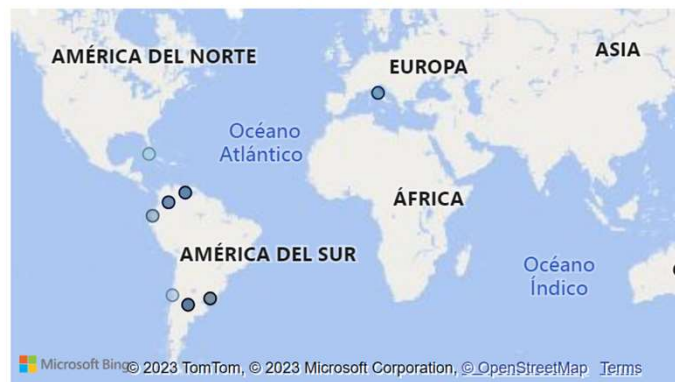 AMÉRICA DEL NORTE
EUROPA
ASIA
Océano
Atlántico
ÁFRICA
AMÉRICA DEL SUR
Océano
Índico
Microsoft Bing
© 2023 TomTom, © 2023 Microsoft Corporation, © OpenStreetMap Terms